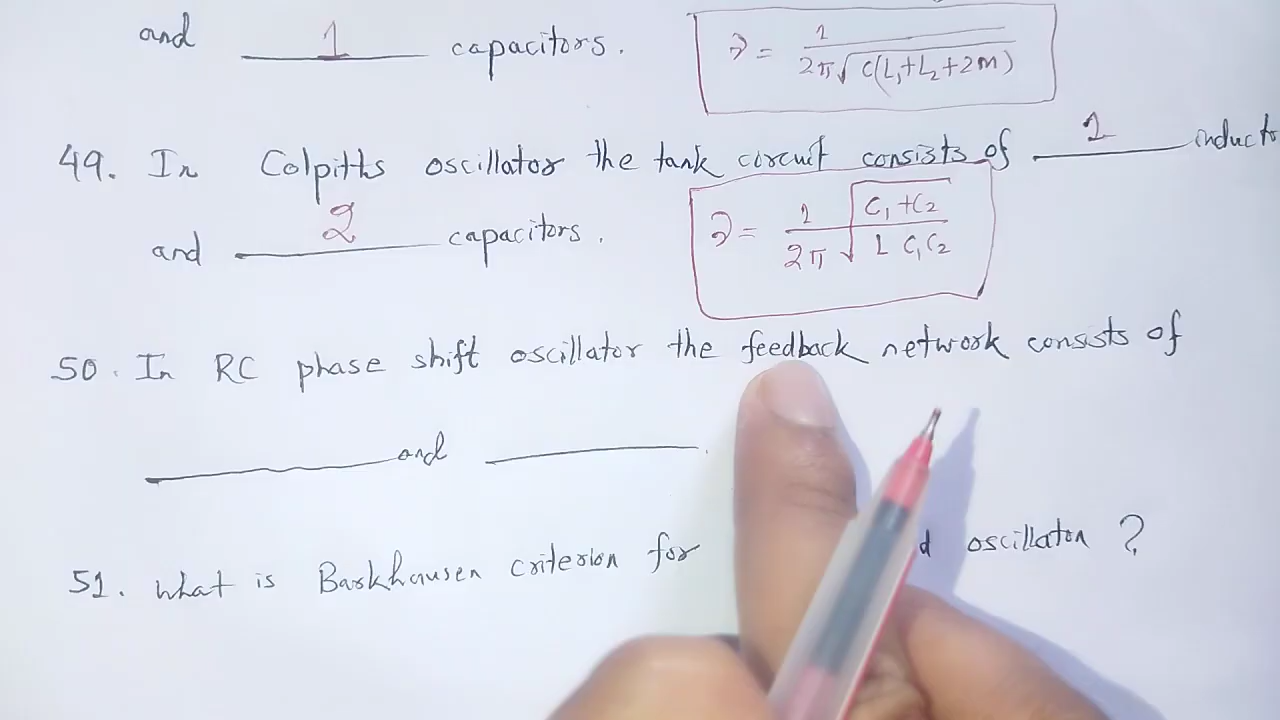 and 1 capacitors.
ν = 1 / 2π√C(L₁+L₂+2M)
49. In Colpitts oscillator the tank circuit consists of 1 inducto
and 2 capacitors.
ν = 1/2π √C₁+C₂ / L C₁C₂
50. In RC phase shift oscillator the feedback network consists of
and
51. What is Barkhausen criterion for d oscillaton ?